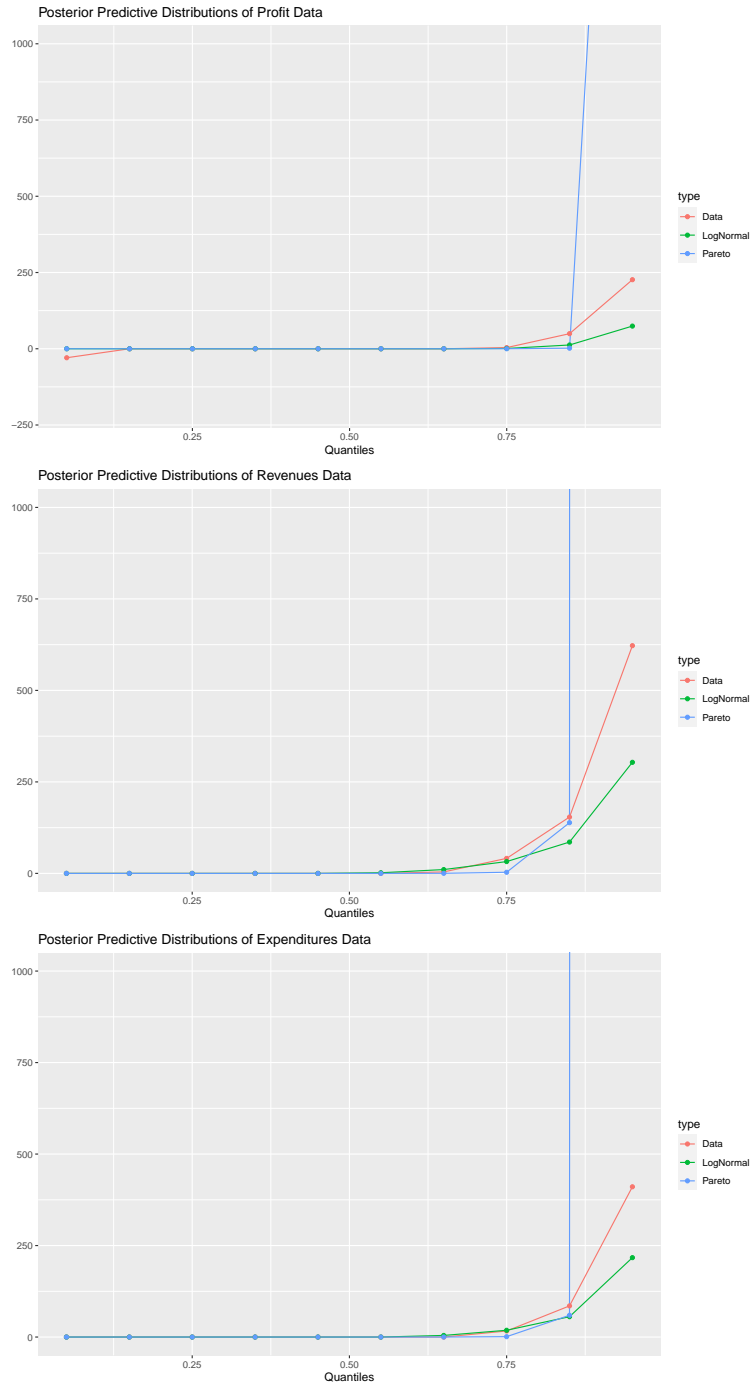 Posterior Predictive Distributions of Profit Data
1000
750
500
250
0
−250
0.25
0.50
0.75
Quantiles
type
Data
LogNormal
Pareto
Posterior Predictive Distributions of Revenues Data
1000
750
500
250
0
0.25
0.50
0.75
Quantiles
type
Data
LogNormal
Pareto
Posterior Predictive Distributions of Expenditures Data
1000
750
500
250
0
0.25
0.50
0.75
Quantiles
type
Data
LogNormal
Pareto